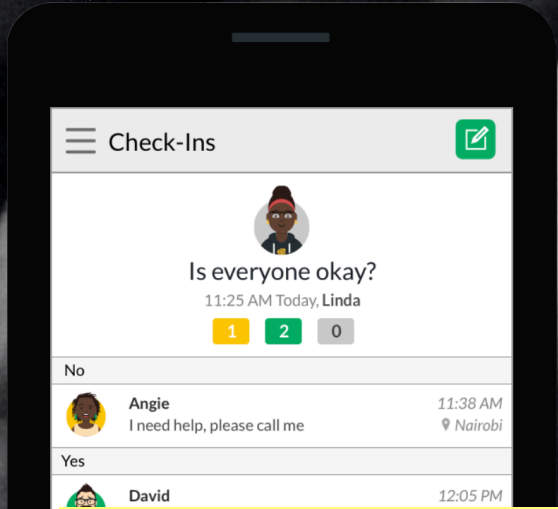 Check-Ins
Is everyone okay?
11:25 AM Today, Linda
1 2 0
No
Angie 11:38 AM
I need help, please call me Nairobi
Yes
David 12:05 PM